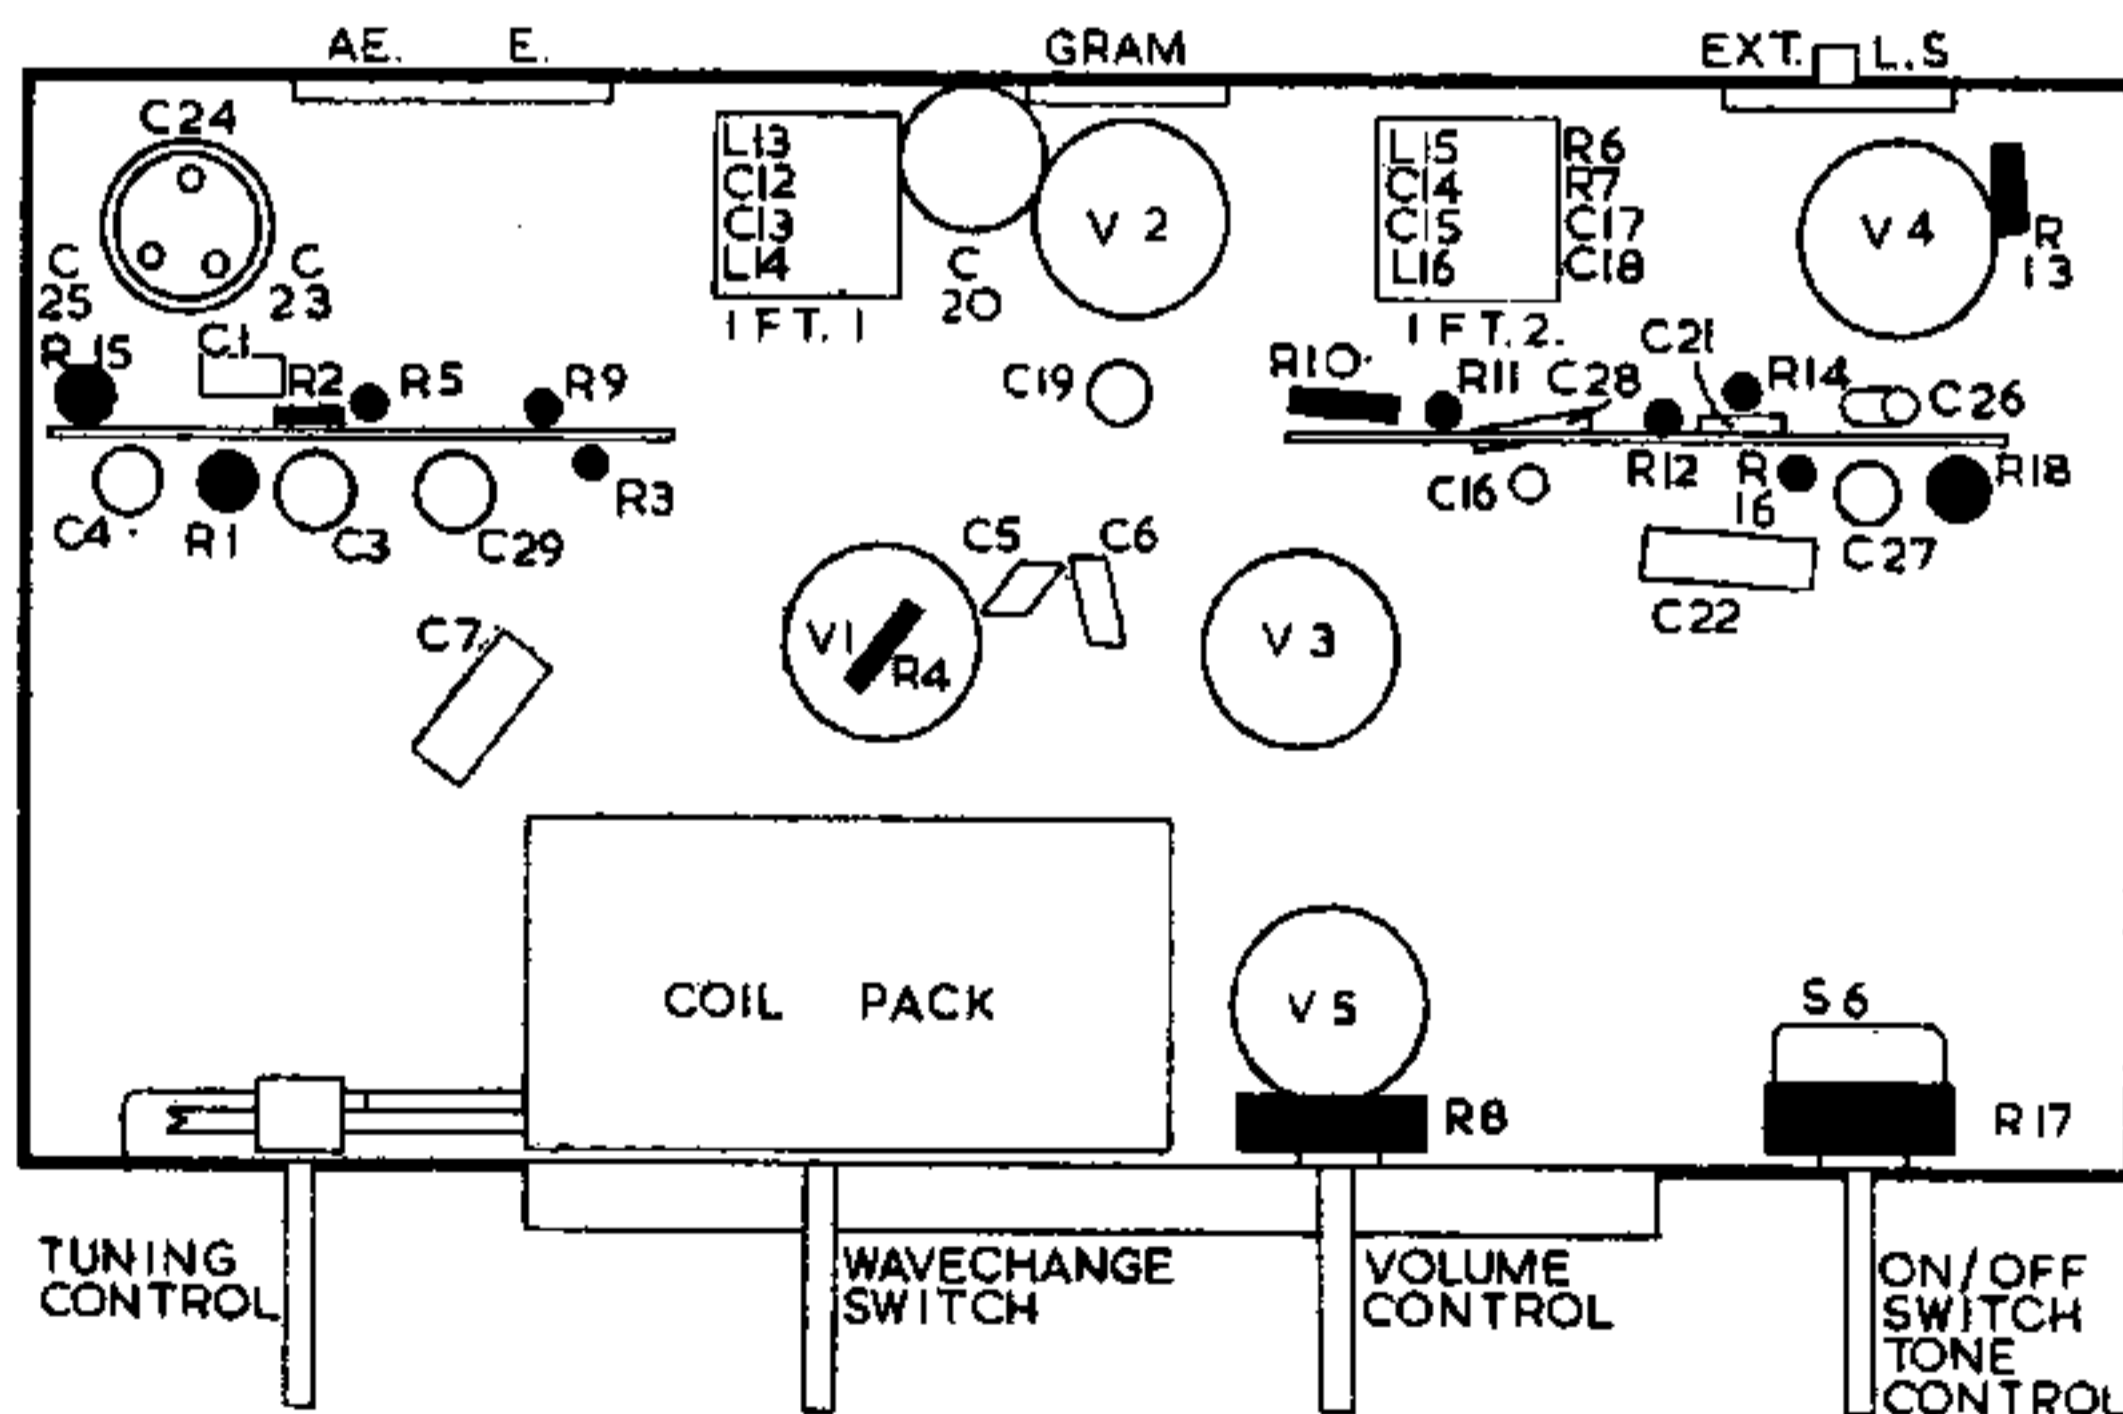 AE. E. GRAM EXT. L.S
C24
L13
C12
C13
L14
I F T. 1
C
20
V 2
L15
C14
C15
L16
I F T. 2.
R6
R7
C17
C18
V 4
R
13
C
25
C
23
R15
C1
R2
R5
R9
C19
R10
R11
C28
C21
R14
C26
C4
R1
C3
C29
R3
C16
R12
R
16
C27
R18
C22
C5
C6
C7
V1
R4
V 3
COIL PACK
V 5
S6
R8
R17
TUNING
CONTROL
WAVECHANGE
SWITCH
VOLUME
CONTROL
ON/OFF
SWITCH
TONE
CONTROL